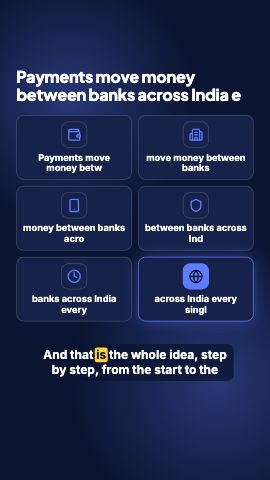 Payments move money
between banks across India e
Payments move
money betw
move money between
banks
money between banks
acro
between banks across
Ind
banks across India
every
across India every
singl
And that is the whole idea, step
by step, from the start to the